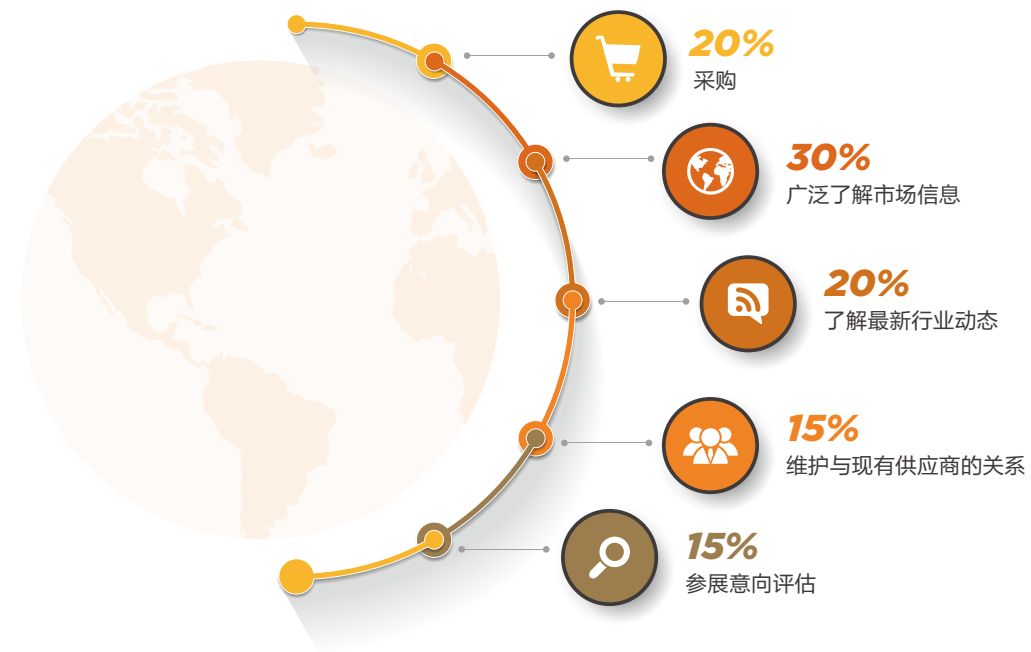 20%
采购
30%
广泛了解市场信息
20%
了解最新行业动态
15%
维护与现有供应商的关系
15%
参展意向评估